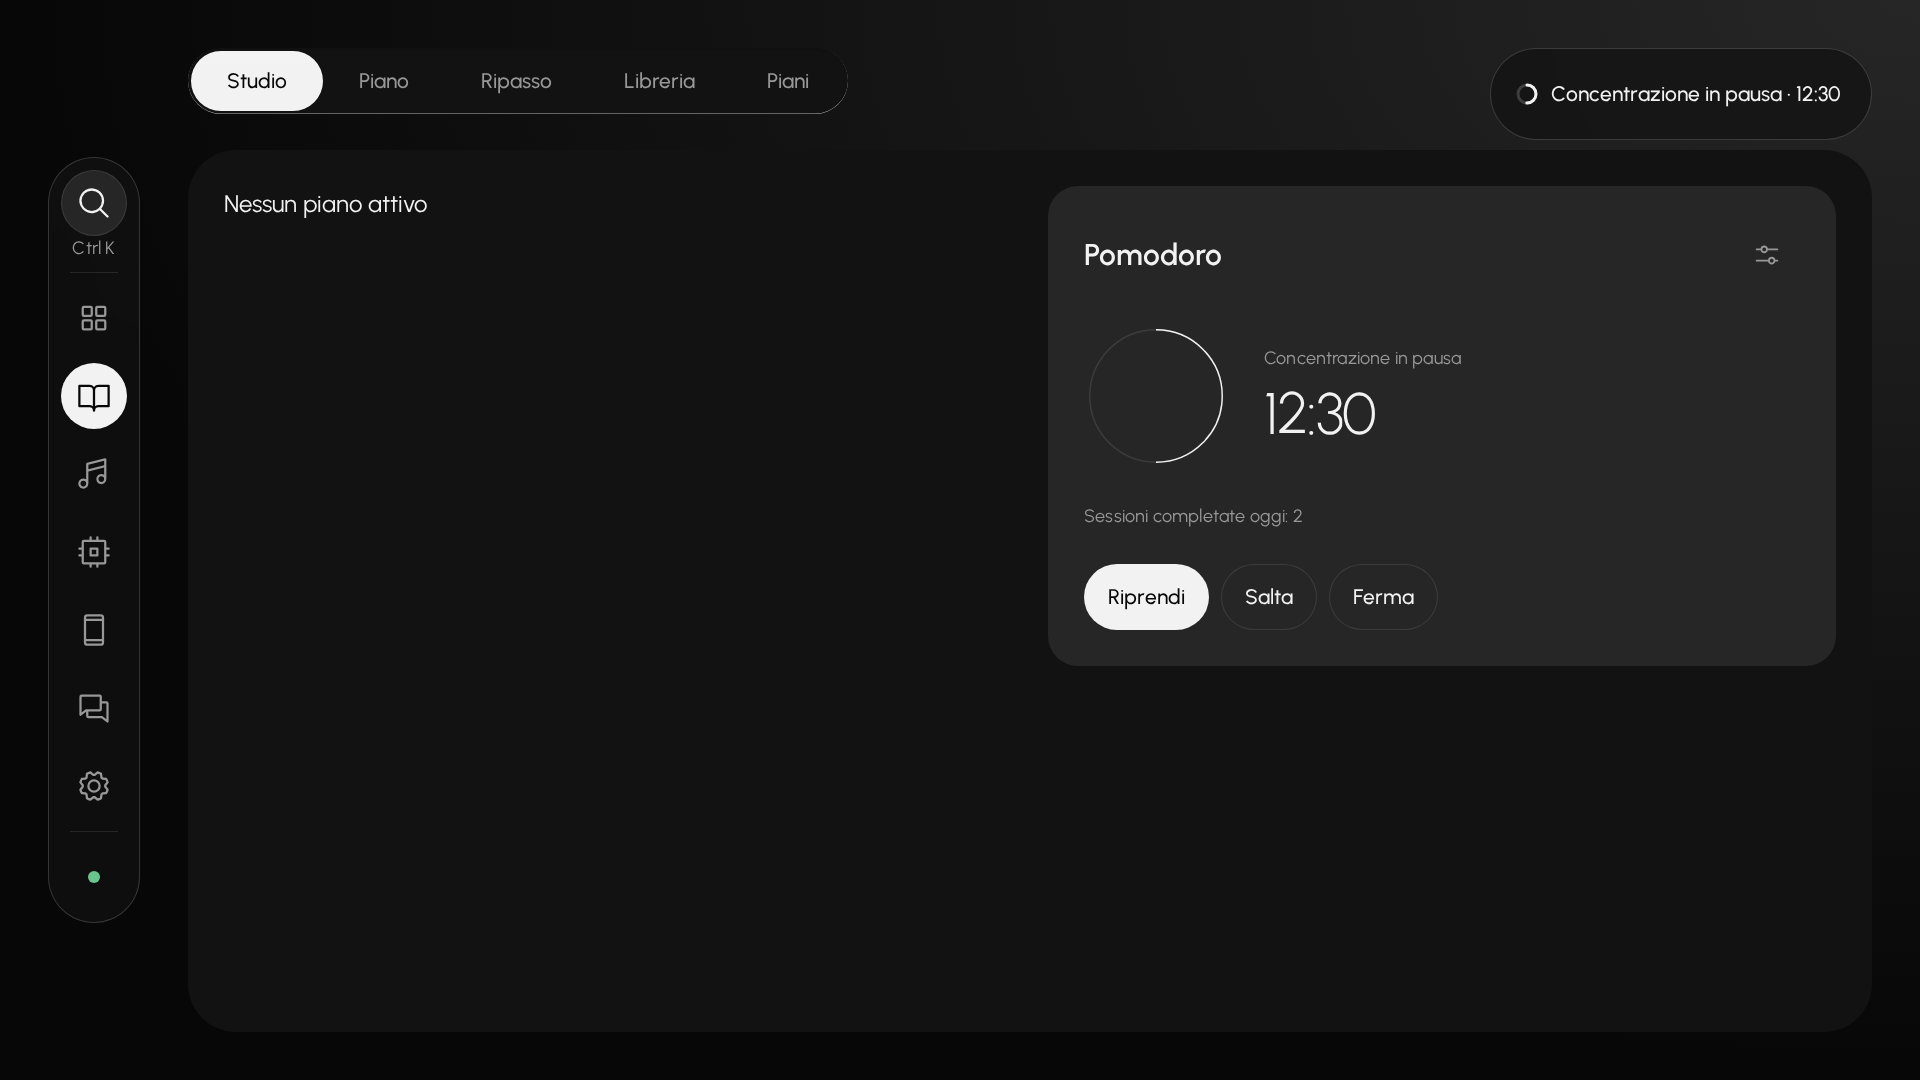 Studio
Piano
Ripasso
Libreria
Piani
Concentrazione in pausa · 12:30
Ctrl K
Nessun piano attivo
Pomodoro
Concentrazione in pausa
12:30
Sessioni completate oggi: 2
Riprendi
Salta
Ferma